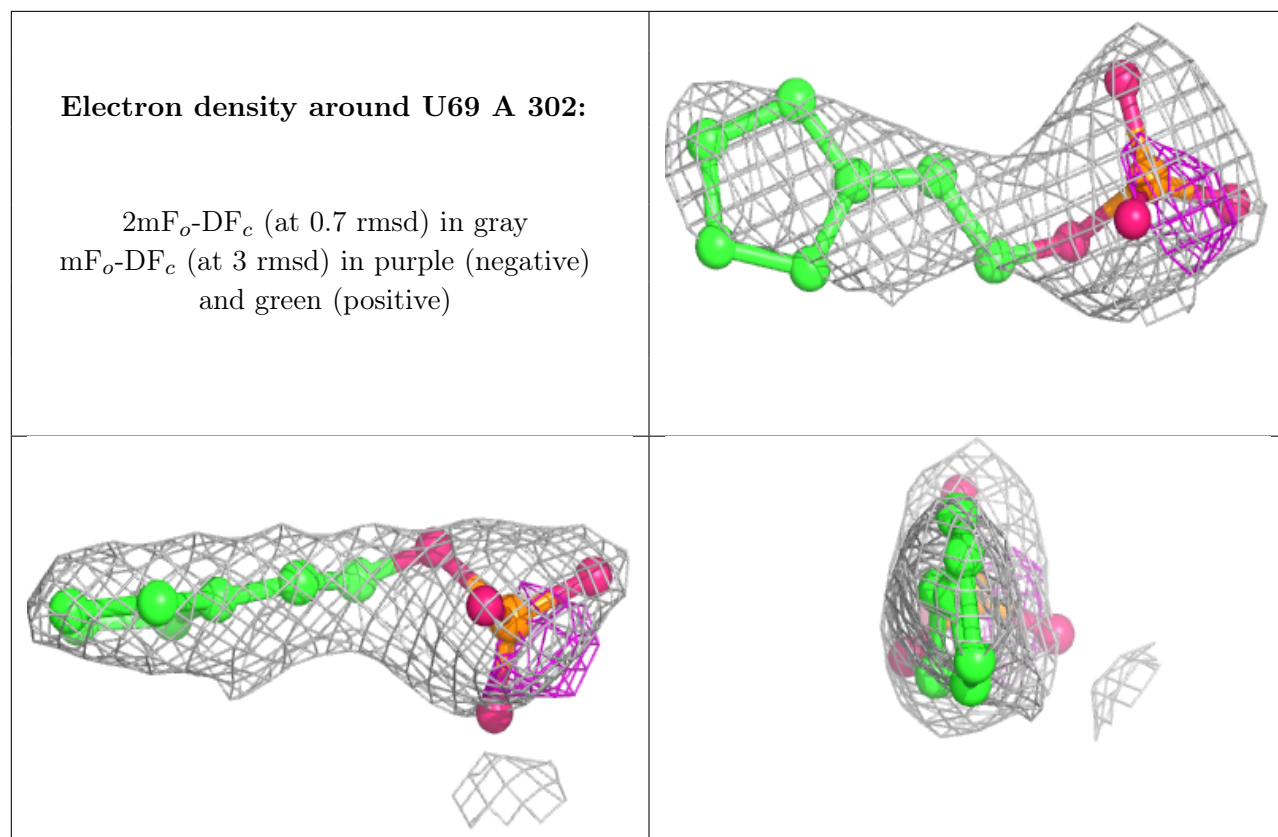 Electron density around U69 A 302:
2mFₒ-DF𝒸 (at 0.7 rmsd) in gray
mFₒ-DF𝒸 (at 3 rmsd) in purple (negative)
and green (positive)